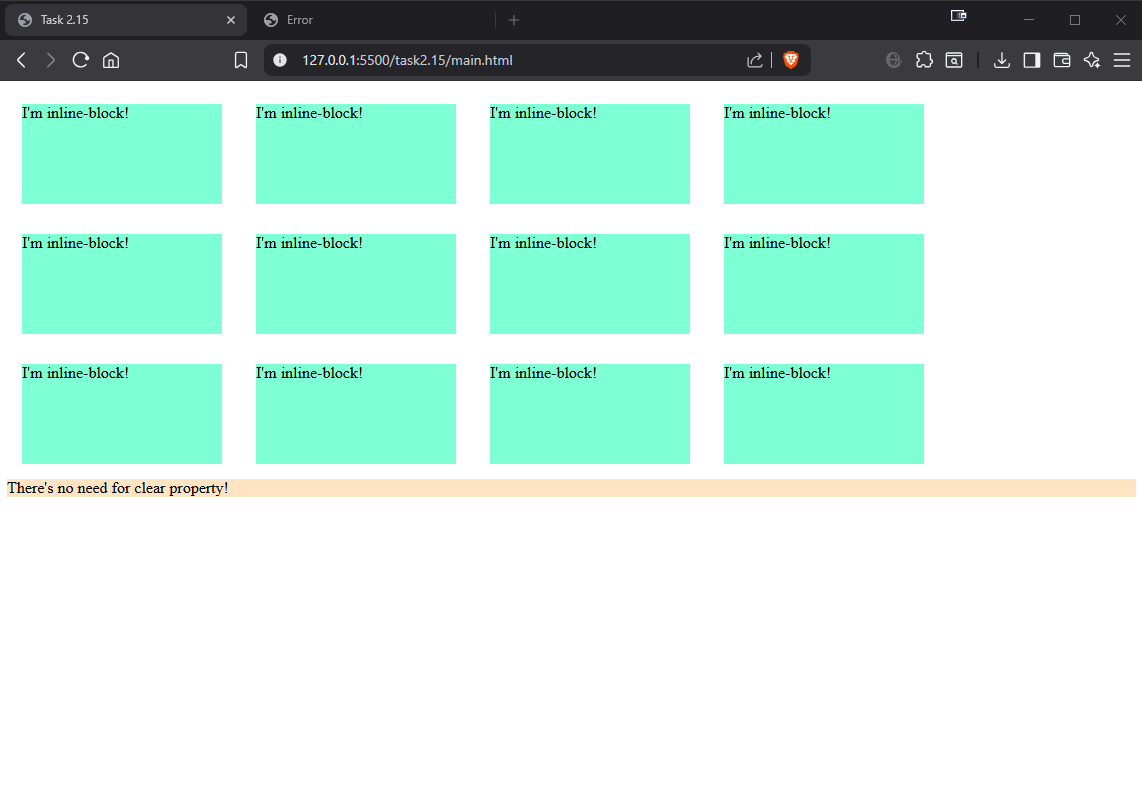 Task 2.15
Error
127.0.0.1:5500/task2.15/main.html
I'm inline-block! I'm inline-block! I'm inline-block! I'm inline-block!
I'm inline-block! I'm inline-block! I'm inline-block! I'm inline-block!
I'm inline-block! I'm inline-block! I'm inline-block! I'm inline-block!
There's no need for clear property!